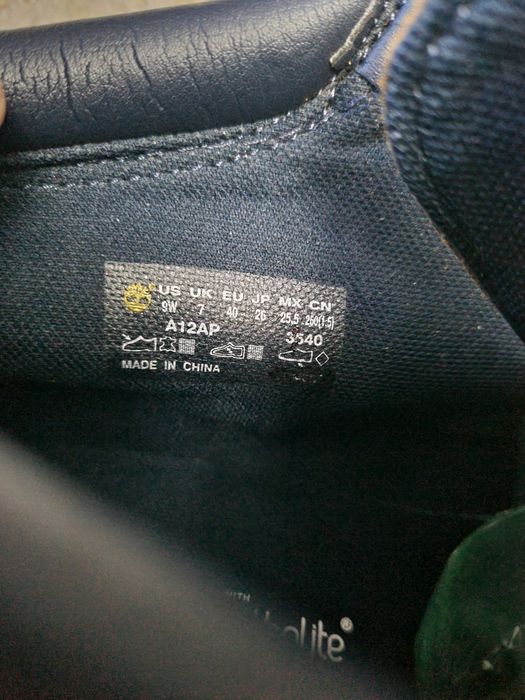 US UK EU JP MX CN
9W 7 40 26 25.5 250(1.5)
A12AP 3540
MADE IN CHINA
WITH